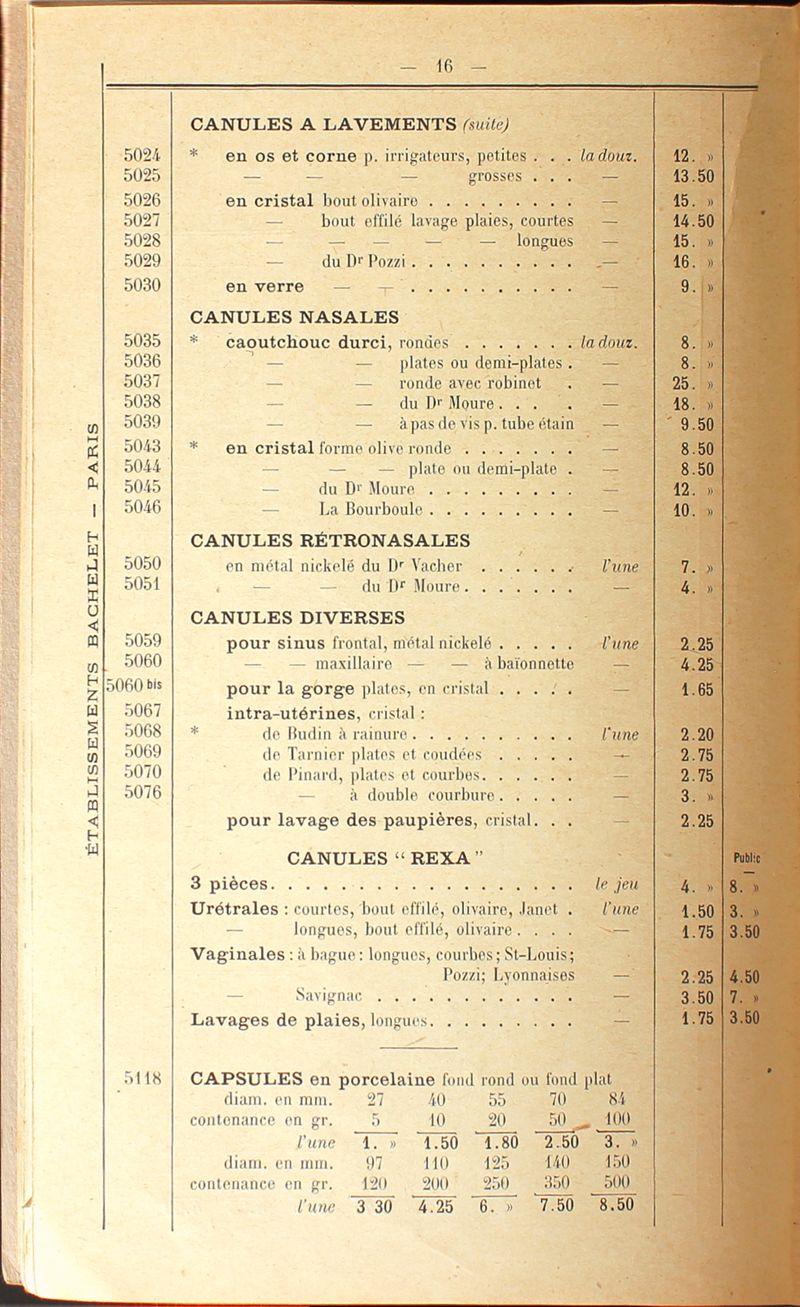 — 16 —
CANULES A LAVEMENTS (suite)
5024 * en os et corne p. irrigateurs, petites . . . la douz. 12. »
5025 — — — grosses . . . — 13.50
5026 en cristal bout olivaire . . . . . . . . . — 15. »
5027 — bout effilé lavage plaies, courtes — 14.50
5028 — — — — — longues — 15. »
5029 — du Dr Pozzi . . . . . . . . . . — 16. »
5030 en verre — — . . . . . . . . . . — 9. »
CANULES NASALES
5035 * caoutchouc durci, rondes . . . . . . . la douz. 8. »
5036 — — plates ou demi-plates . — 8. »
5037 — — ronde avec robinet . — 25. »
5038 — — du Dr Moure . . . . — 18. »
5039 — — à pas de vis p. tube étain — 9.50
5043 * en cristal forme olive ronde . . . . . . . — 8.50
5044 — — — plate ou demi-plate . — 8.50
5045 — du Dr Moure . . . . . . . . . — 12. »
5046 — La Bourboule . . . . . . . . . — 10. »
CANULES RÉTRONASALES
5050 en métal nickelé du Dr Vacher . . . . . . l'une 7. »
5051 — — du Dr Moure . . . . . . . — 4. »
CANULES DIVERSES
5059 pour sinus frontal, métal nickelé . . . . . l'une 2.25
5060 — — maxillaire — — à baïonnette — 4.25
5060 bis pour la gorge plates, en cristal . . . . . — 1.65
5067 intra-utérines, cristal :
5068 * de Budin à rainure . . . . . . . . . . l'une 2.20
5069 de Tarnier plates et coudées . . . . . — 2.75
5070 de Pinard, plates et courbes . . . . . . — 2.75
5076 — à double courbure . . . . . — 3. »
pour lavage des paupières, cristal . . . — 2.25
CANULES “ REXA ” Public
3 pièces . . . . . . . . . . . . . . . . . . le jeu 4. » 8. »
Urétrales : courtes, bout effilé, olivaire, Janet . l'une 1.50 3. »
— longues, bout effilé, olivaire . . . . — 1.75 3.50
Vaginales : à bague : longues, courbes ; St-Louis ;
Pozzi; Lyonnaises — 2.25 4.50
— Savignac . . . . . . . . . . . . — 3.50 7. »
Lavages de plaies, longues . . . . . . . . . — 1.75 3.50
5118 CAPSULES en porcelaine fond rond ou fond plat
diam. en mm. 27 40 55 70 84
contenance en gr. 5 10 20 50 100
l'une 1. » 1.50 1.80 2.50 3. »
diam. en mm. 97 110 125 140 150
contenance en gr. 120 200 250 350 500
l'une 3 30 4.25 6. » 7.50 8.50
ÉTABLISSEMENTS BACHELET — PARIS